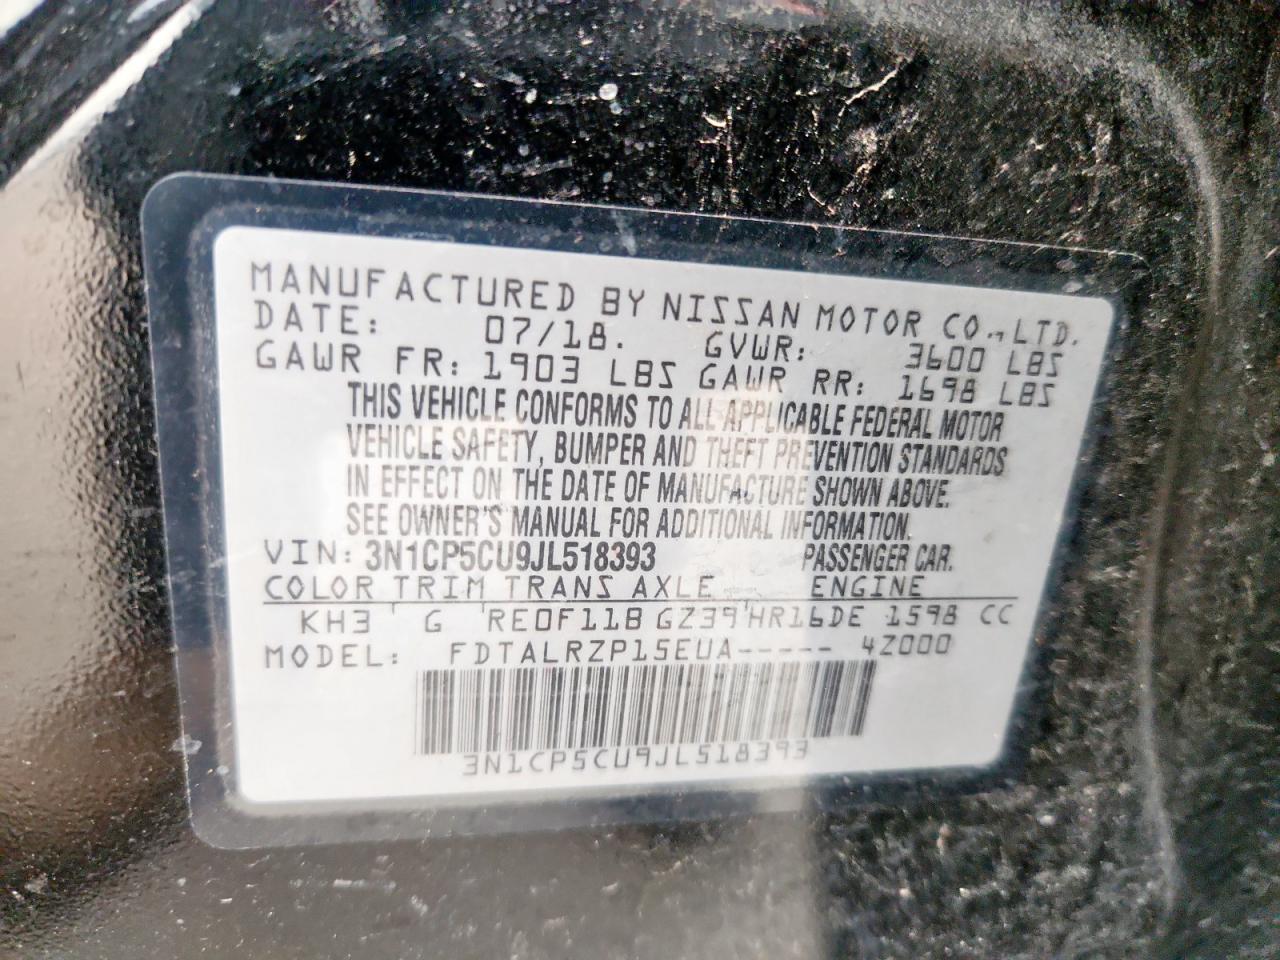 MANUFACTURED BY NISSAN MOTOR CO., LTD.
DATE: 07/18. GVWR: 3600 LBS
GAWR FR: 1903 LBS GAWR RR: 1698 LBS
THIS VEHICLE CONFORMS TO ALL APPLICABLE FEDERAL MOTOR
VEHICLE SAFETY, BUMPER AND THEFT PREVENTION STANDARDS
IN EFFECT ON THE DATE OF MANUFACTURE SHOWN ABOVE.
SEE OWNER'S MANUAL FOR ADDITIONAL INFORMATION.
VIN: 3N1CP5CU9JL518393 PASSENGER CAR.
COLOR TRIM TRANS AXLE ENGINE
KH3 G RE0F11B GZ39 HR16DE 1598 CC
MODEL: FDTALRZP15EUA----- 4Z000
3N1CP5CU9JL518393